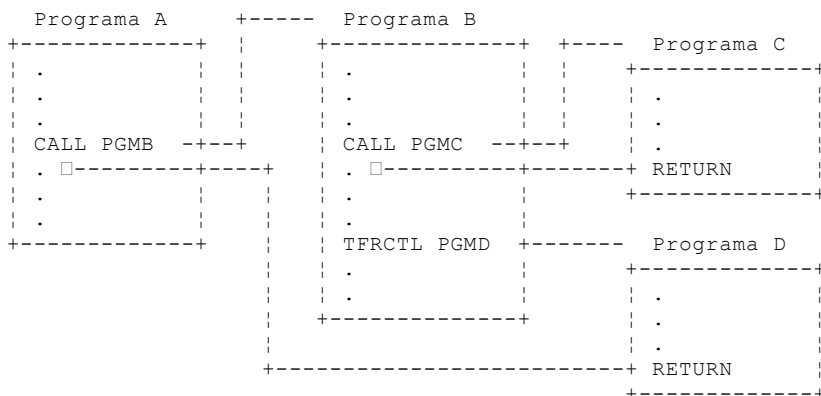 Programa A
Programa B
Programa C
.
.
.
.
.
.
.
.
.
CALL PGMB
CALL PGMC
.
.
RETURN
.
.
.
.
TFRCTL PGMD
Programa D
.
.
.
.
.
RETURN